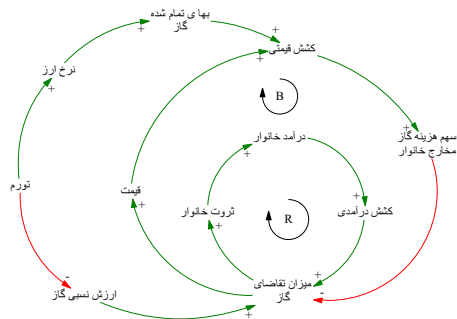 بها ی تمام شده
گاز
+
کشش قیمتی
+
+
نرخ ارز
+
B
درآمد خانوار
+
سهم هزینه گاز
مخارج خانوار
+
تورم
قیمت
+
ثروت خانوار
+
R
کشش درآمدی
+
میزان تقاضای
گاز
+
-
+
ارزش نسبی گاز
-